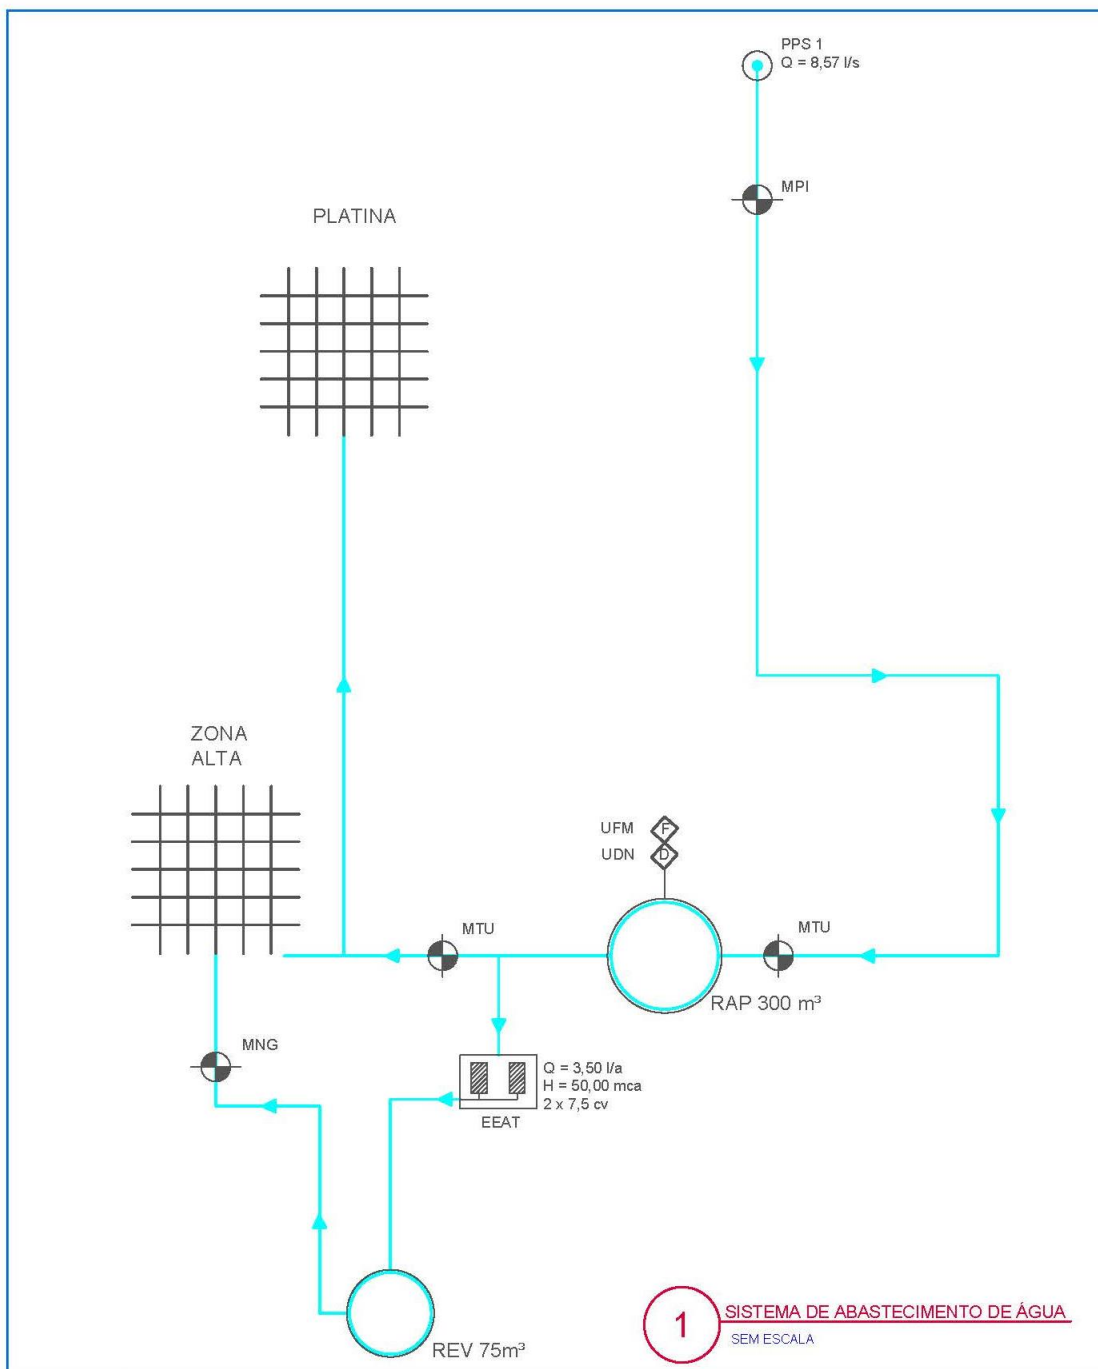 PPS 1
Q = 8,57 l/s
MPI
PLATINA
ZONA
ALTA
UFM
F
UDN
D
MTU
MTU
RAP 300 m³
MNG
Q = 3,50 l/a
H = 50,00 mca
2 x 7,5 cv
EEAT
REV 75m³
1
SISTEMA DE ABASTECIMENTO DE ÁGUA
SEM ESCALA